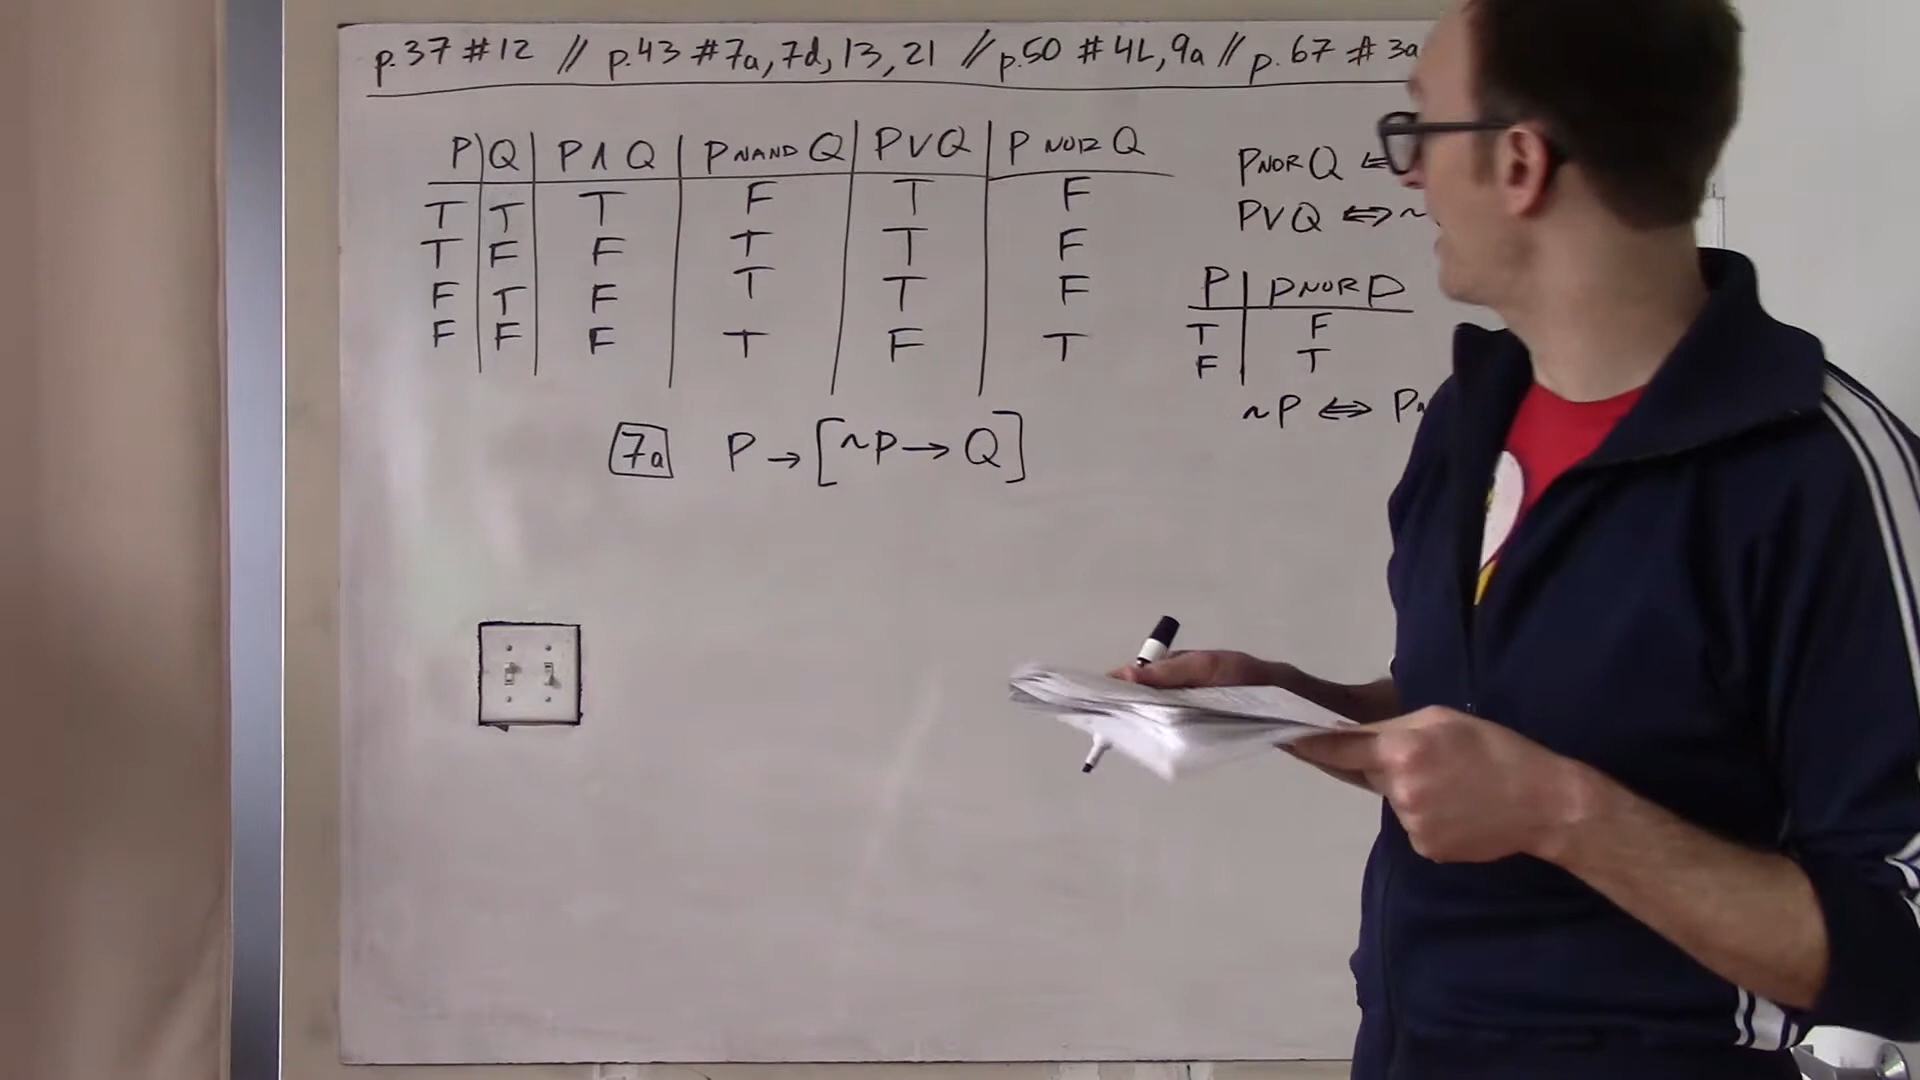 p.37 #12 // p.43 #7a, 7d, 13, 21 // p.50 #4L, 9a // p.67 #3a
P Q P∧Q P NAND Q P∨Q P NOR Q
T T T F T F
T F F T T F
F T F T T F
F F F T F T
P NOR Q ⇐
P∨Q ⇔ ~
P P NOR P
T F
F T
~P ⇔ P
7a P → [~P → Q]